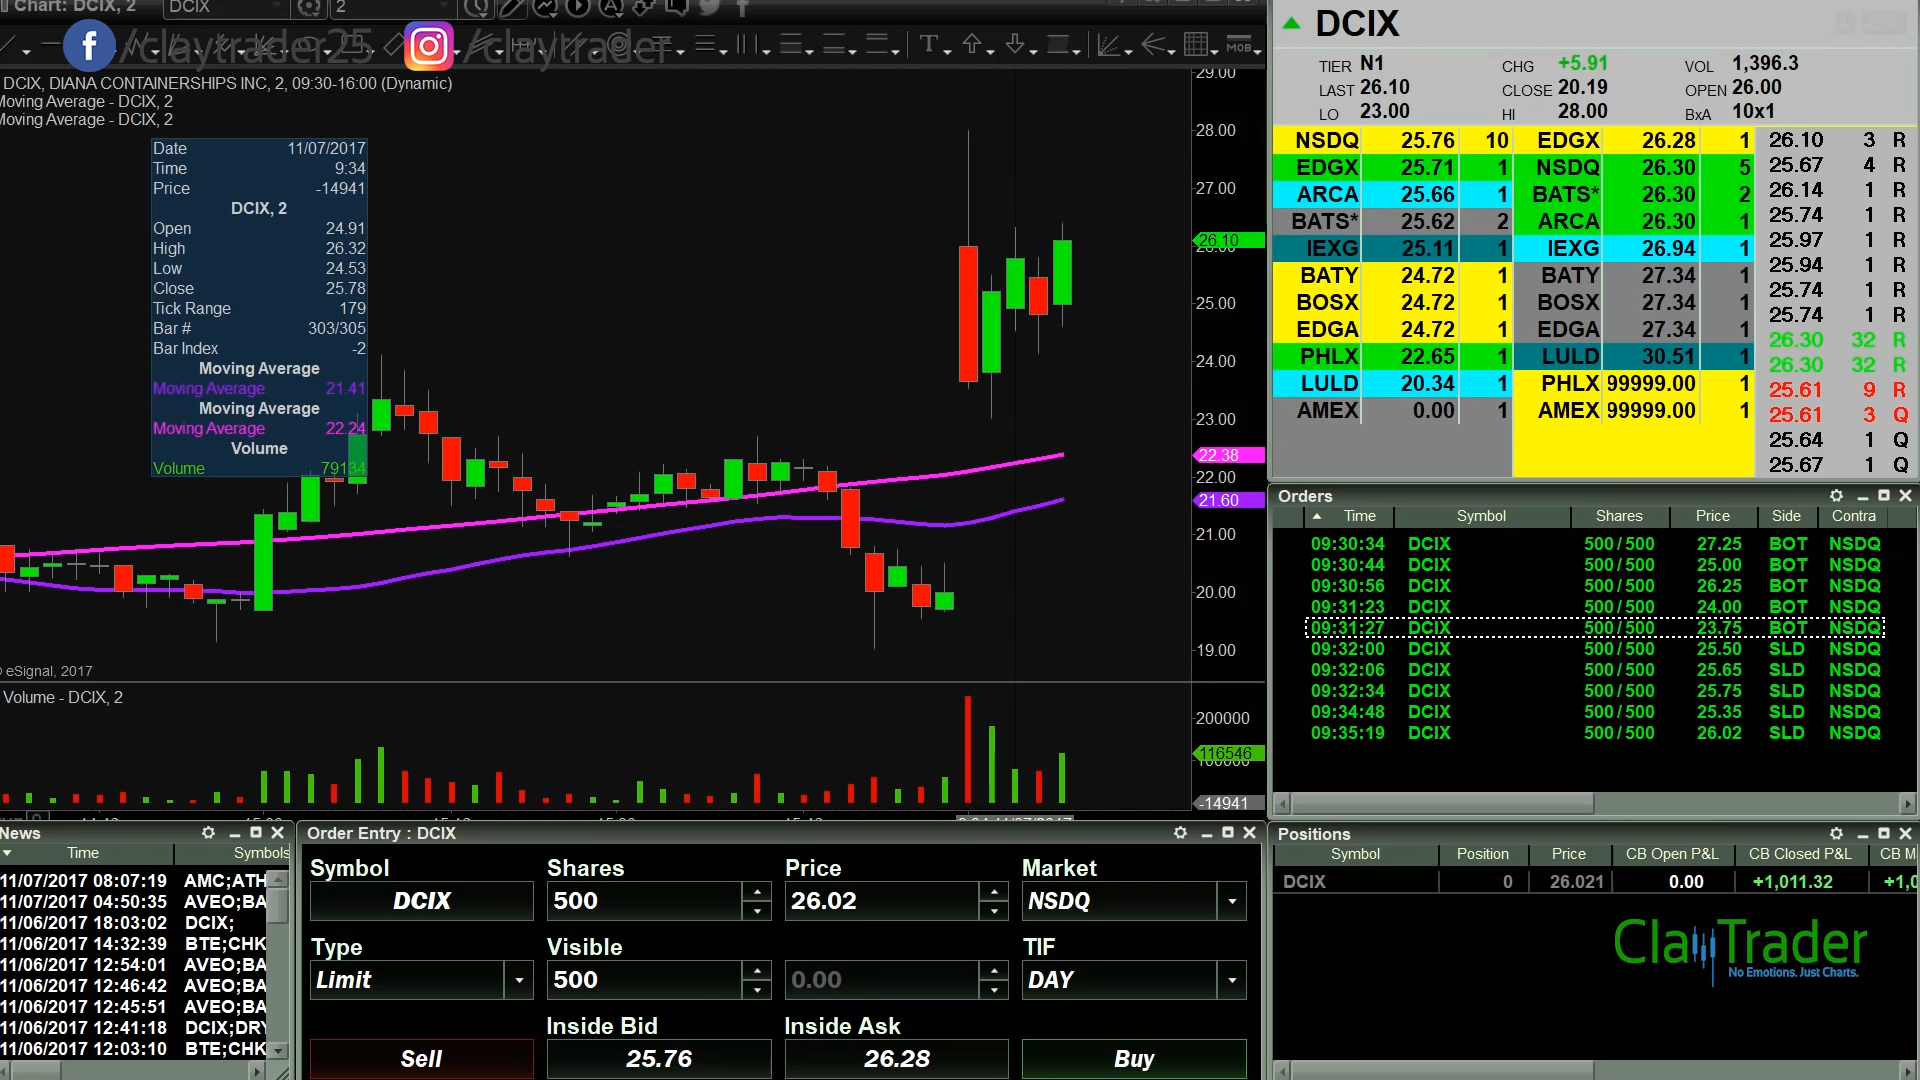 Chart: DCIX, 2
DCIX
2
/claytrader25
/claytrader
T
A
MOB
DCIX, DIANA CONTAINERSHIPS INC, 2, 09:30-16:00 (Dynamic)
Moving Average - DCIX, 2
Moving Average - DCIX, 2
Date 11/07/2017
Time 9:34
Price -14941
DCIX, 2
Open 24.91
High 26.32
Low 24.53
Close 25.78
Tick Range 179
Bar # 303/305
Bar Index -2
Moving Average
Moving Average 21.41
Moving Average
Moving Average 22.24
Volume
Volume 79134
29.00
28.00
27.00
26.10
26.00
25.00
24.00
23.00
22.38
22.00
21.60
21.00
20.00
19.00
eSignal, 2017
Volume - DCIX, 2
200000
116546
100000
-14941
DCIX
TIER N1 CHG +5.91 VOL 1,396.3
LAST 26.10 CLOSE 20.19 OPEN 26.00
LO 23.00 HI 28.00 BxA 10x1
NSDQ 25.76 10 EDGX 26.28 1 26.10 3 R
EDGX 25.71 1 NSDQ 26.30 5 25.67 4 R
ARCA 25.66 1 BATS* 26.30 2 26.14 1 R
BATS* 25.62 2 ARCA 26.30 1 25.74 1 R
IEXG 25.11 1 IEXG 26.94 1 25.97 1 R
BATY 24.72 1 BATY 27.34 1 25.94 1 R
BOSX 24.72 1 BOSX 27.34 1 25.74 1 R
EDGA 24.72 1 EDGA 27.34 1 25.74 1 R
PHLX 22.65 1 LULD 30.51 1 26.30 32 R
LULD 20.34 1 PHLX 99999.00 1 26.30 32 R
AMEX 0.00 1 AMEX 99999.00 1 25.61 9 R
25.61 3 Q
25.64 1 Q
25.67 1 Q
Orders
Time Symbol Shares Price Side Contra
09:30:34 DCIX 500/500 27.25 BOT NSDQ
09:30:44 DCIX 500/500 25.00 BOT NSDQ
09:30:56 DCIX 500/500 26.25 BOT NSDQ
09:31:23 DCIX 500/500 24.00 BOT NSDQ
09:31:27 DCIX 500/500 23.75 BOT NSDQ
09:32:00 DCIX 500/500 25.50 SLD NSDQ
09:32:06 DCIX 500/500 25.65 SLD NSDQ
09:32:34 DCIX 500/500 25.75 SLD NSDQ
09:34:48 DCIX 500/500 25.35 SLD NSDQ
09:35:19 DCIX 500/500 26.02 SLD NSDQ
News
Time Symbols
11/07/2017 08:07:19 AMC;ATH
11/07/2017 04:50:35 AVEO;BA
11/06/2017 18:03:02 DCIX;
11/06/2017 14:32:39 BTE;CHK
11/06/2017 12:54:01 AVEO;BA
11/06/2017 12:46:42 AVEO;BA
11/06/2017 12:45:51 AVEO;BA
11/06/2017 12:41:18 DCIX;DRY
11/06/2017 12:03:10 BTE;CHK
Order Entry : DCIX
Symbol Shares Price Market
DCIX 500 26.02 NSDQ
Type Visible TIF
Limit 500 0.00 DAY
Inside Bid Inside Ask
Sell 25.76 26.28 Buy
Positions
Symbol Position Price CB Open P&L CB Closed P&L CB M
DCIX 0 26.021 0.00 +1,011.32 +1,0
ClayTrader
No Emotions. Just Charts.